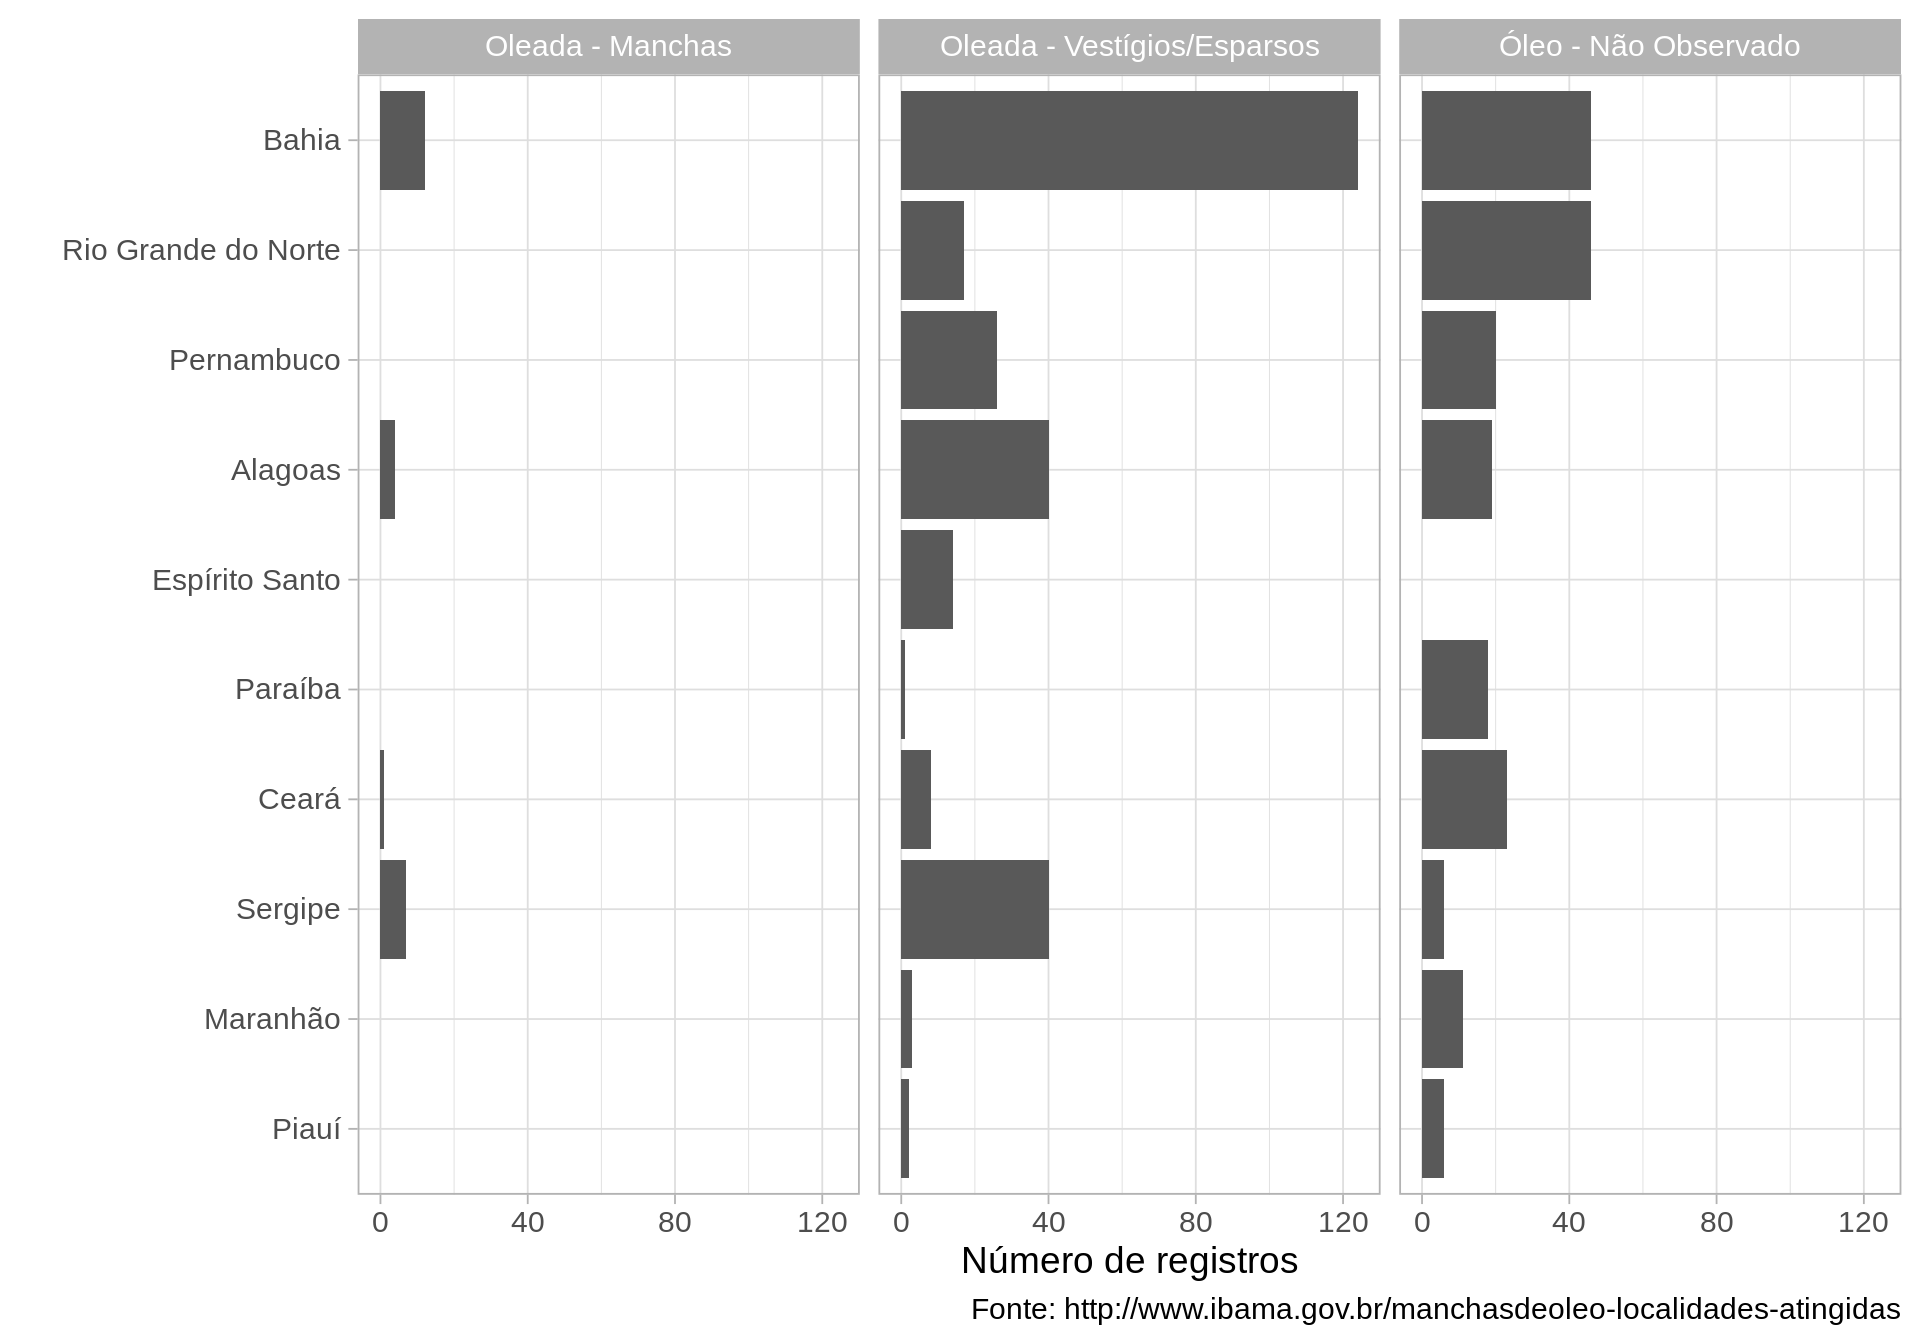 Oleada - Manchas
Oleada - Vestígios/Esparsos
Óleo - Não Observado
Bahia
Rio Grande do Norte
Pernambuco
Alagoas
Espírito Santo
Paraíba
Ceará
Sergipe
Maranhão
Piauí
0 40 80 120
0 40 80 120
0 40 80 120
Número de registros
Fonte: http://www.ibama.gov.br/manchasdeoleo-localidades-atingidas